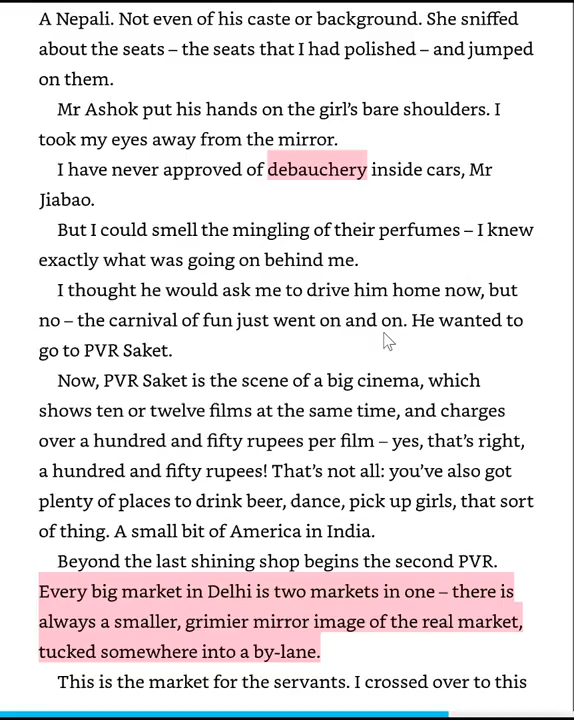 A Nepali. Not even of his caste or background. She sniffed
about the seats – the seats that I had polished – and jumped
on them.
Mr Ashok put his hands on the girl’s bare shoulders. I
took my eyes away from the mirror.
I have never approved of debauchery inside cars, Mr
Jiabao.
But I could smell the mingling of their perfumes – I knew
exactly what was going on behind me.
I thought he would ask me to drive him home now, but
no – the carnival of fun just went on and on. He wanted to
go to PVR Saket.
Now, PVR Saket is the scene of a big cinema, which
shows ten or twelve films at the same time, and charges
over a hundred and fifty rupees per film – yes, that’s right,
a hundred and fifty rupees! That’s not all: you’ve also got
plenty of places to drink beer, dance, pick up girls, that sort
of thing. A small bit of America in India.
Beyond the last shining shop begins the second PVR.
Every big market in Delhi is two markets in one – there is
always a smaller, grimier mirror image of the real market,
tucked somewhere into a by-lane.
This is the market for the servants. I crossed over to this